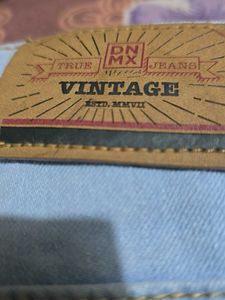 DN
MX
TRUE JEANS
VINTAGE
ESTD. MMVII